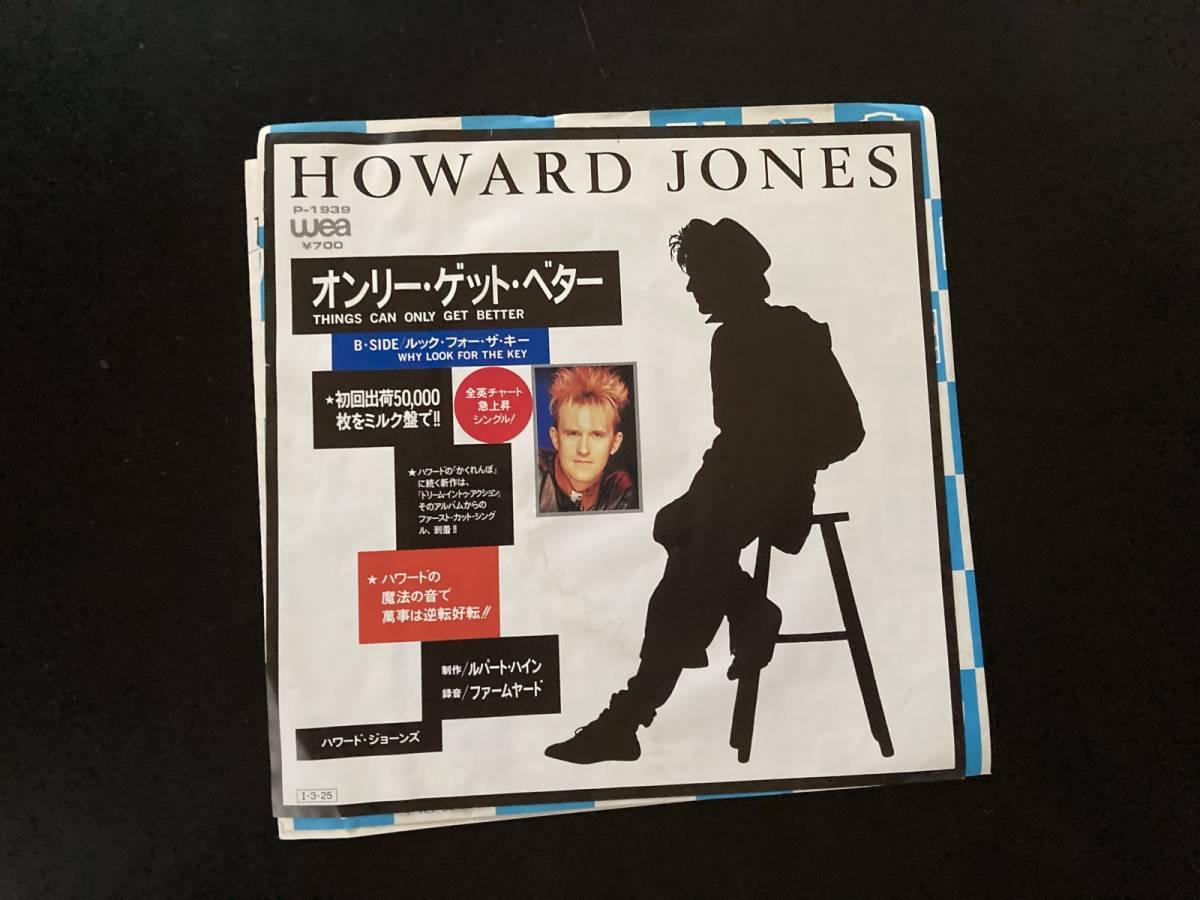 HOWARD JONES
P-1939
wea
¥700
オンリー・ゲット・ベター
THINGS CAN ONLY GET BETTER
B・SIDE/ルック・フォー・ザ・キー
WHY LOOK FOR THE KEY
★初回出荷50,000
枚をミルク盤で!!
全英チャート
急上昇
シングル!
★ハワードの「かくれんぼ」
に続く新作は、
「ドリーム・イントゥ・アクション」
そのアルバムからの
ファースト・カット・シング
ル、到着!!
★ハワードの
魔法の音で
萬事は逆転好転!!
制作/ルパート・ハイン
録音/ファームヤード
ハワード・ジョーンズ
I・3・25